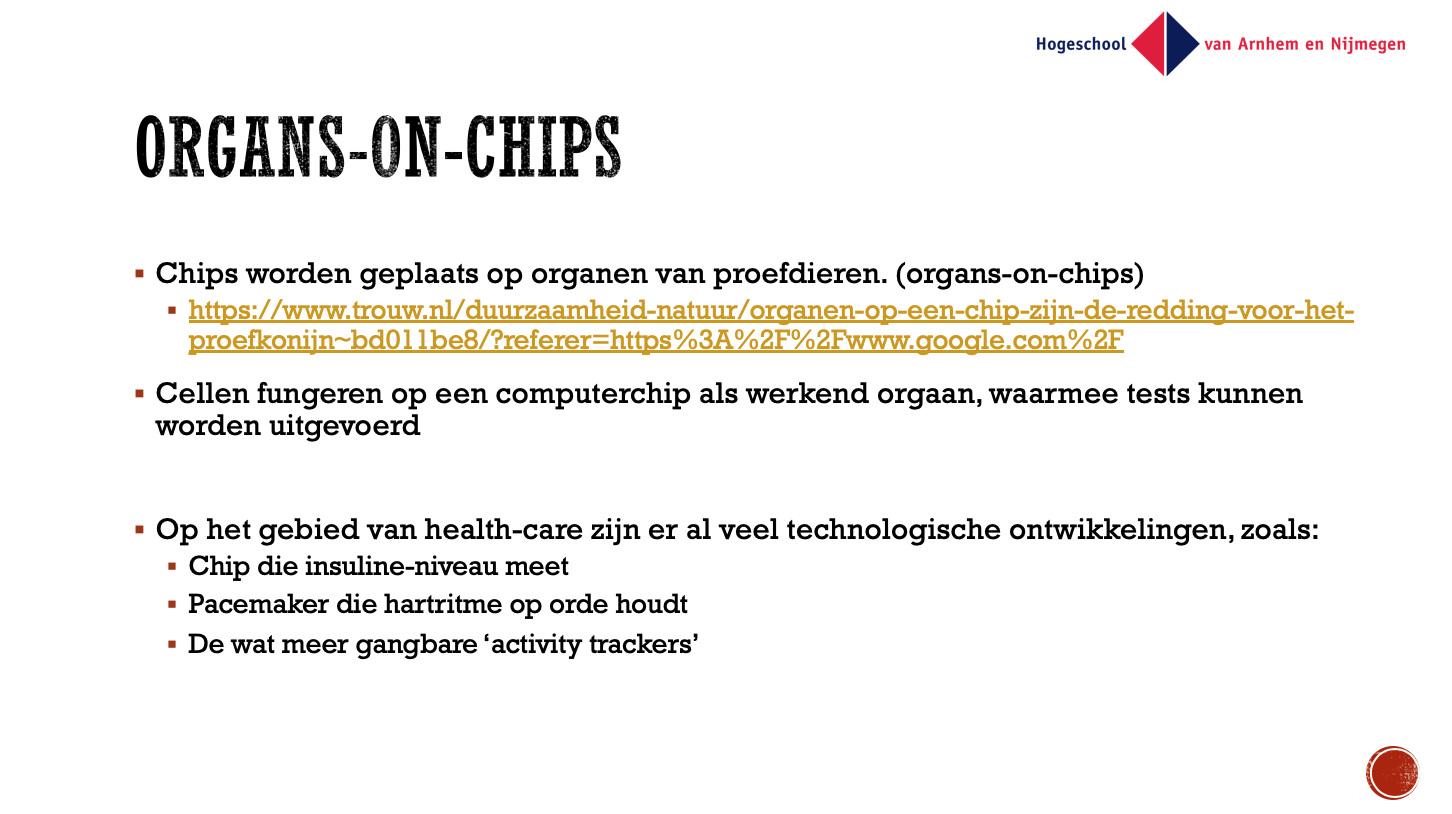 Hogeschool van Arnhem en Nijmegen
ORGANS-ON-CHIPS
Chips worden geplaats op organen van proefdieren. (organs-on-chips)
https://www.trouw.nl/duurzaamheid-natuur/organen-op-een-chip-zijn-de-redding-voor-het-
proefkonijn~bd011be8/?referer=https%3A%2F%2Fwww.google.com%2F
Cellen fungeren op een computerchip als werkend orgaan, waarmee tests kunnen
worden uitgevoerd
Op het gebied van health-care zijn er al veel technologische ontwikkelingen, zoals:
Chip die insuline-niveau meet
Pacemaker die hartritme op orde houdt
De wat meer gangbare ‘activity trackers’